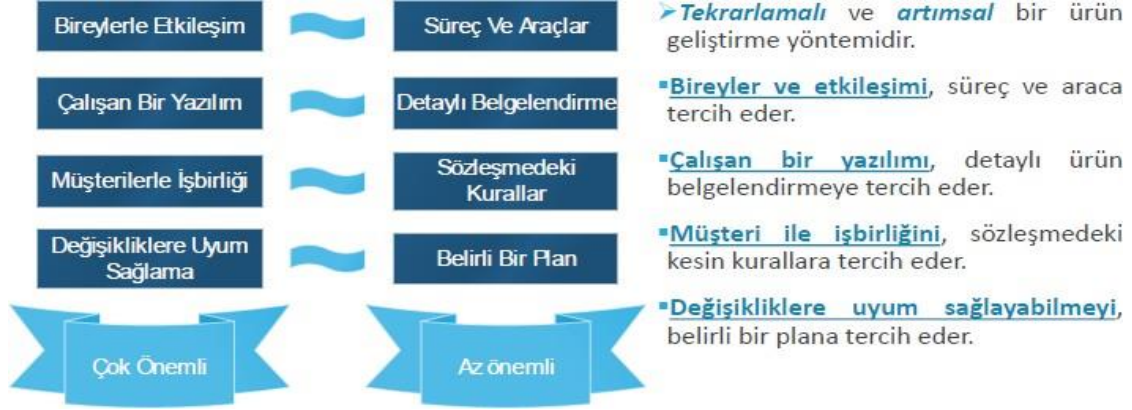 Bireylerle Etkileşim
Süreç Ve Araçlar
Çalışan Bir Yazılım
Detaylı Belgelendirme
Müşterilerle İşbirliği
Sözleşmedeki
Kurallar
Değişikliklere Uyum
Sağlama
Belirli Bir Plan
Çok Önemli
Az önemli
➢Tekrarlamalı ve artımsal bir ürün
geliştirme yöntemidir.
▪Bireyler ve etkileşimi, süreç ve araca
tercih eder.
▪Çalışan bir yazılımı, detaylı ürün
belgelendirmeye tercih eder.
▪Müşteri ile işbirliğini, sözleşmedeki
kesin kurallara tercih eder.
▪Değişikliklere uyum sağlayabilmeyi,
belirli bir plana tercih eder.